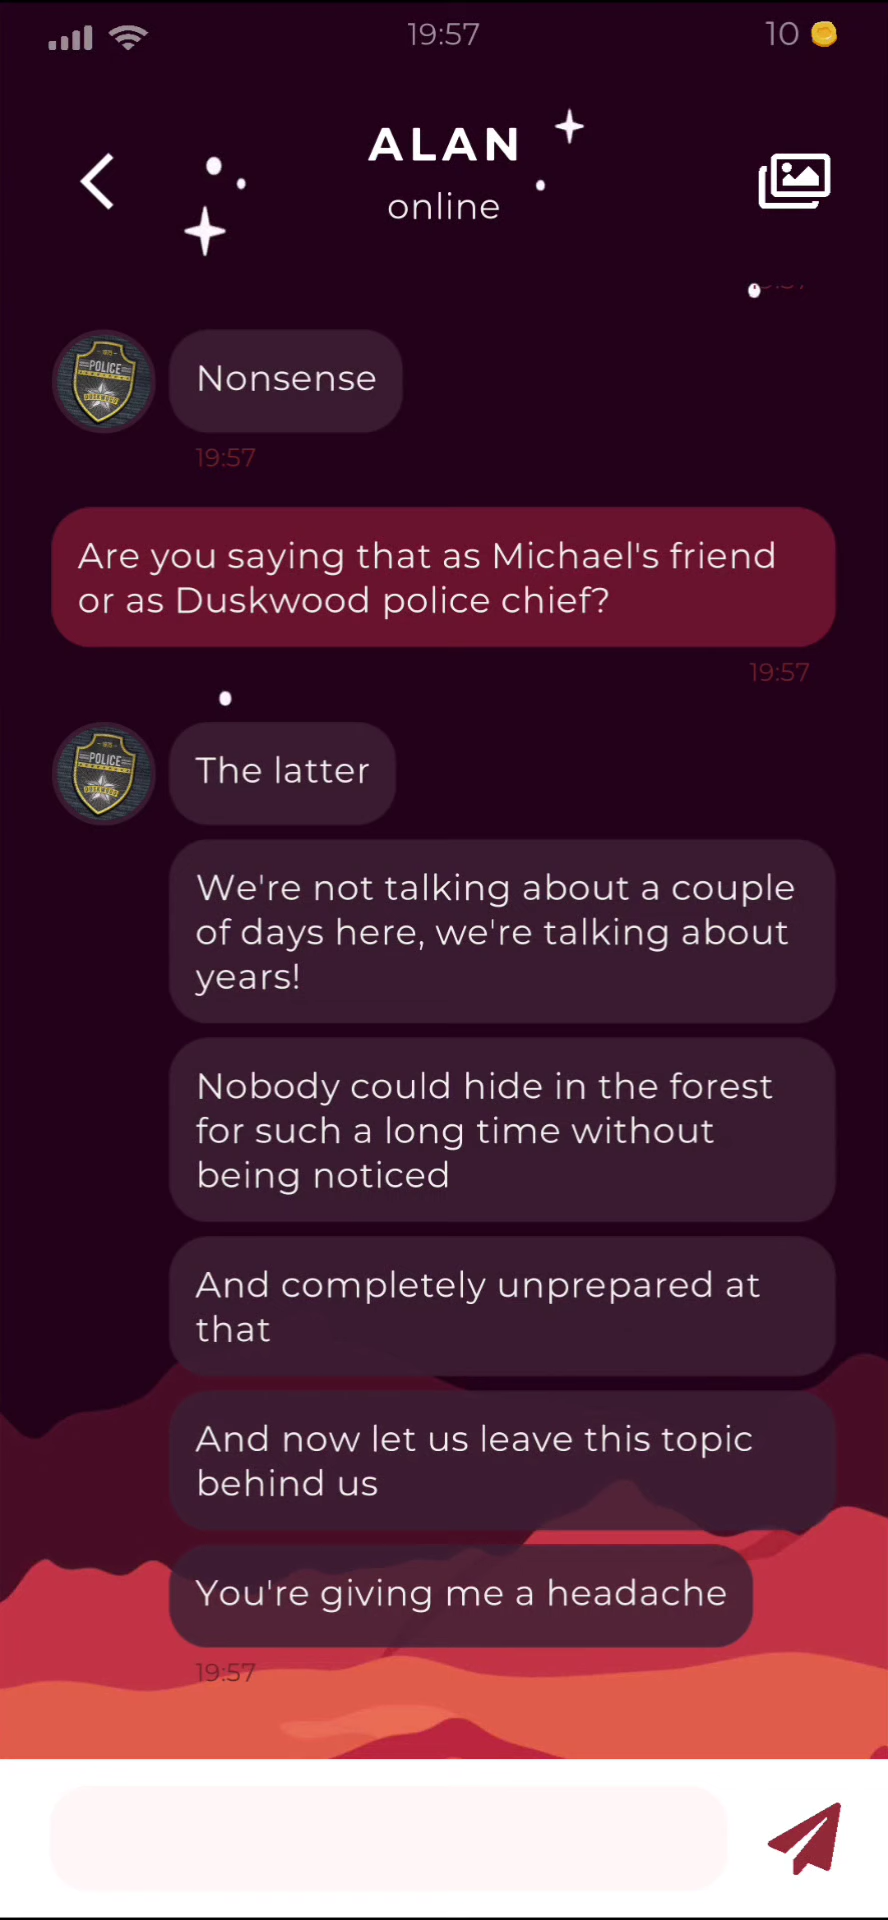 19:57
10
ALAN
online
Nonsense
19:57
Are you saying that as Michael's friend
or as Duskwood police chief?
19:57
POLICE
The latter
We're not talking about a couple
of days here, we're talking about
years!
Nobody could hide in the forest
for such a long time without
being noticed
And completely unprepared at
that
And now let us leave this topic
behind us
You're giving me a headache
19:57